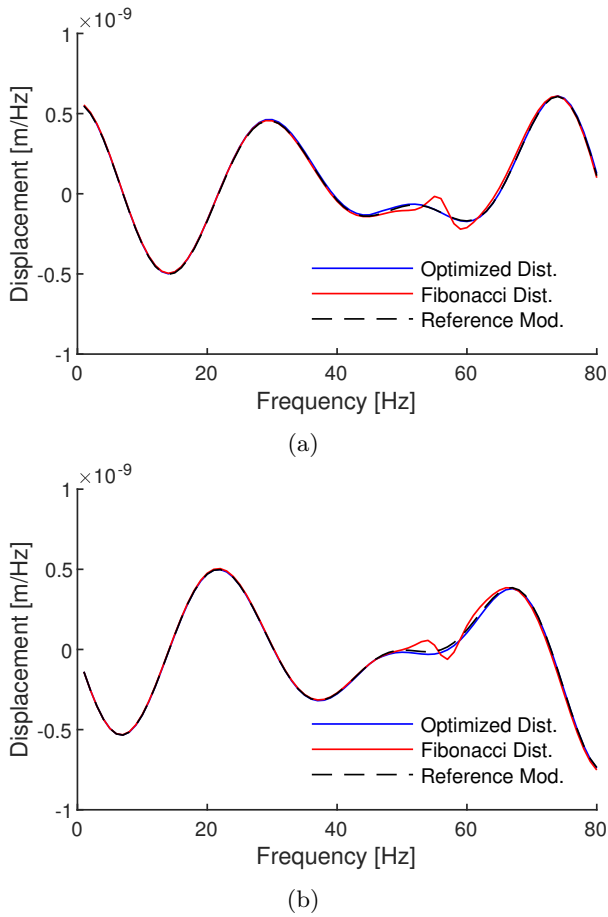 ×10^-9
1
0.5
0
-0.5
-1
Displacement [m/Hz]
Optimized Dist.
Fibonacci Dist.
Reference Mod.
0 20 40 60 80
Frequency [Hz]
(a)
×10^-9
1
0.5
0
-0.5
-1
Displacement [m/Hz]
Optimized Dist.
Fibonacci Dist.
Reference Mod.
0 20 40 60 80
Frequency [Hz]
(b)